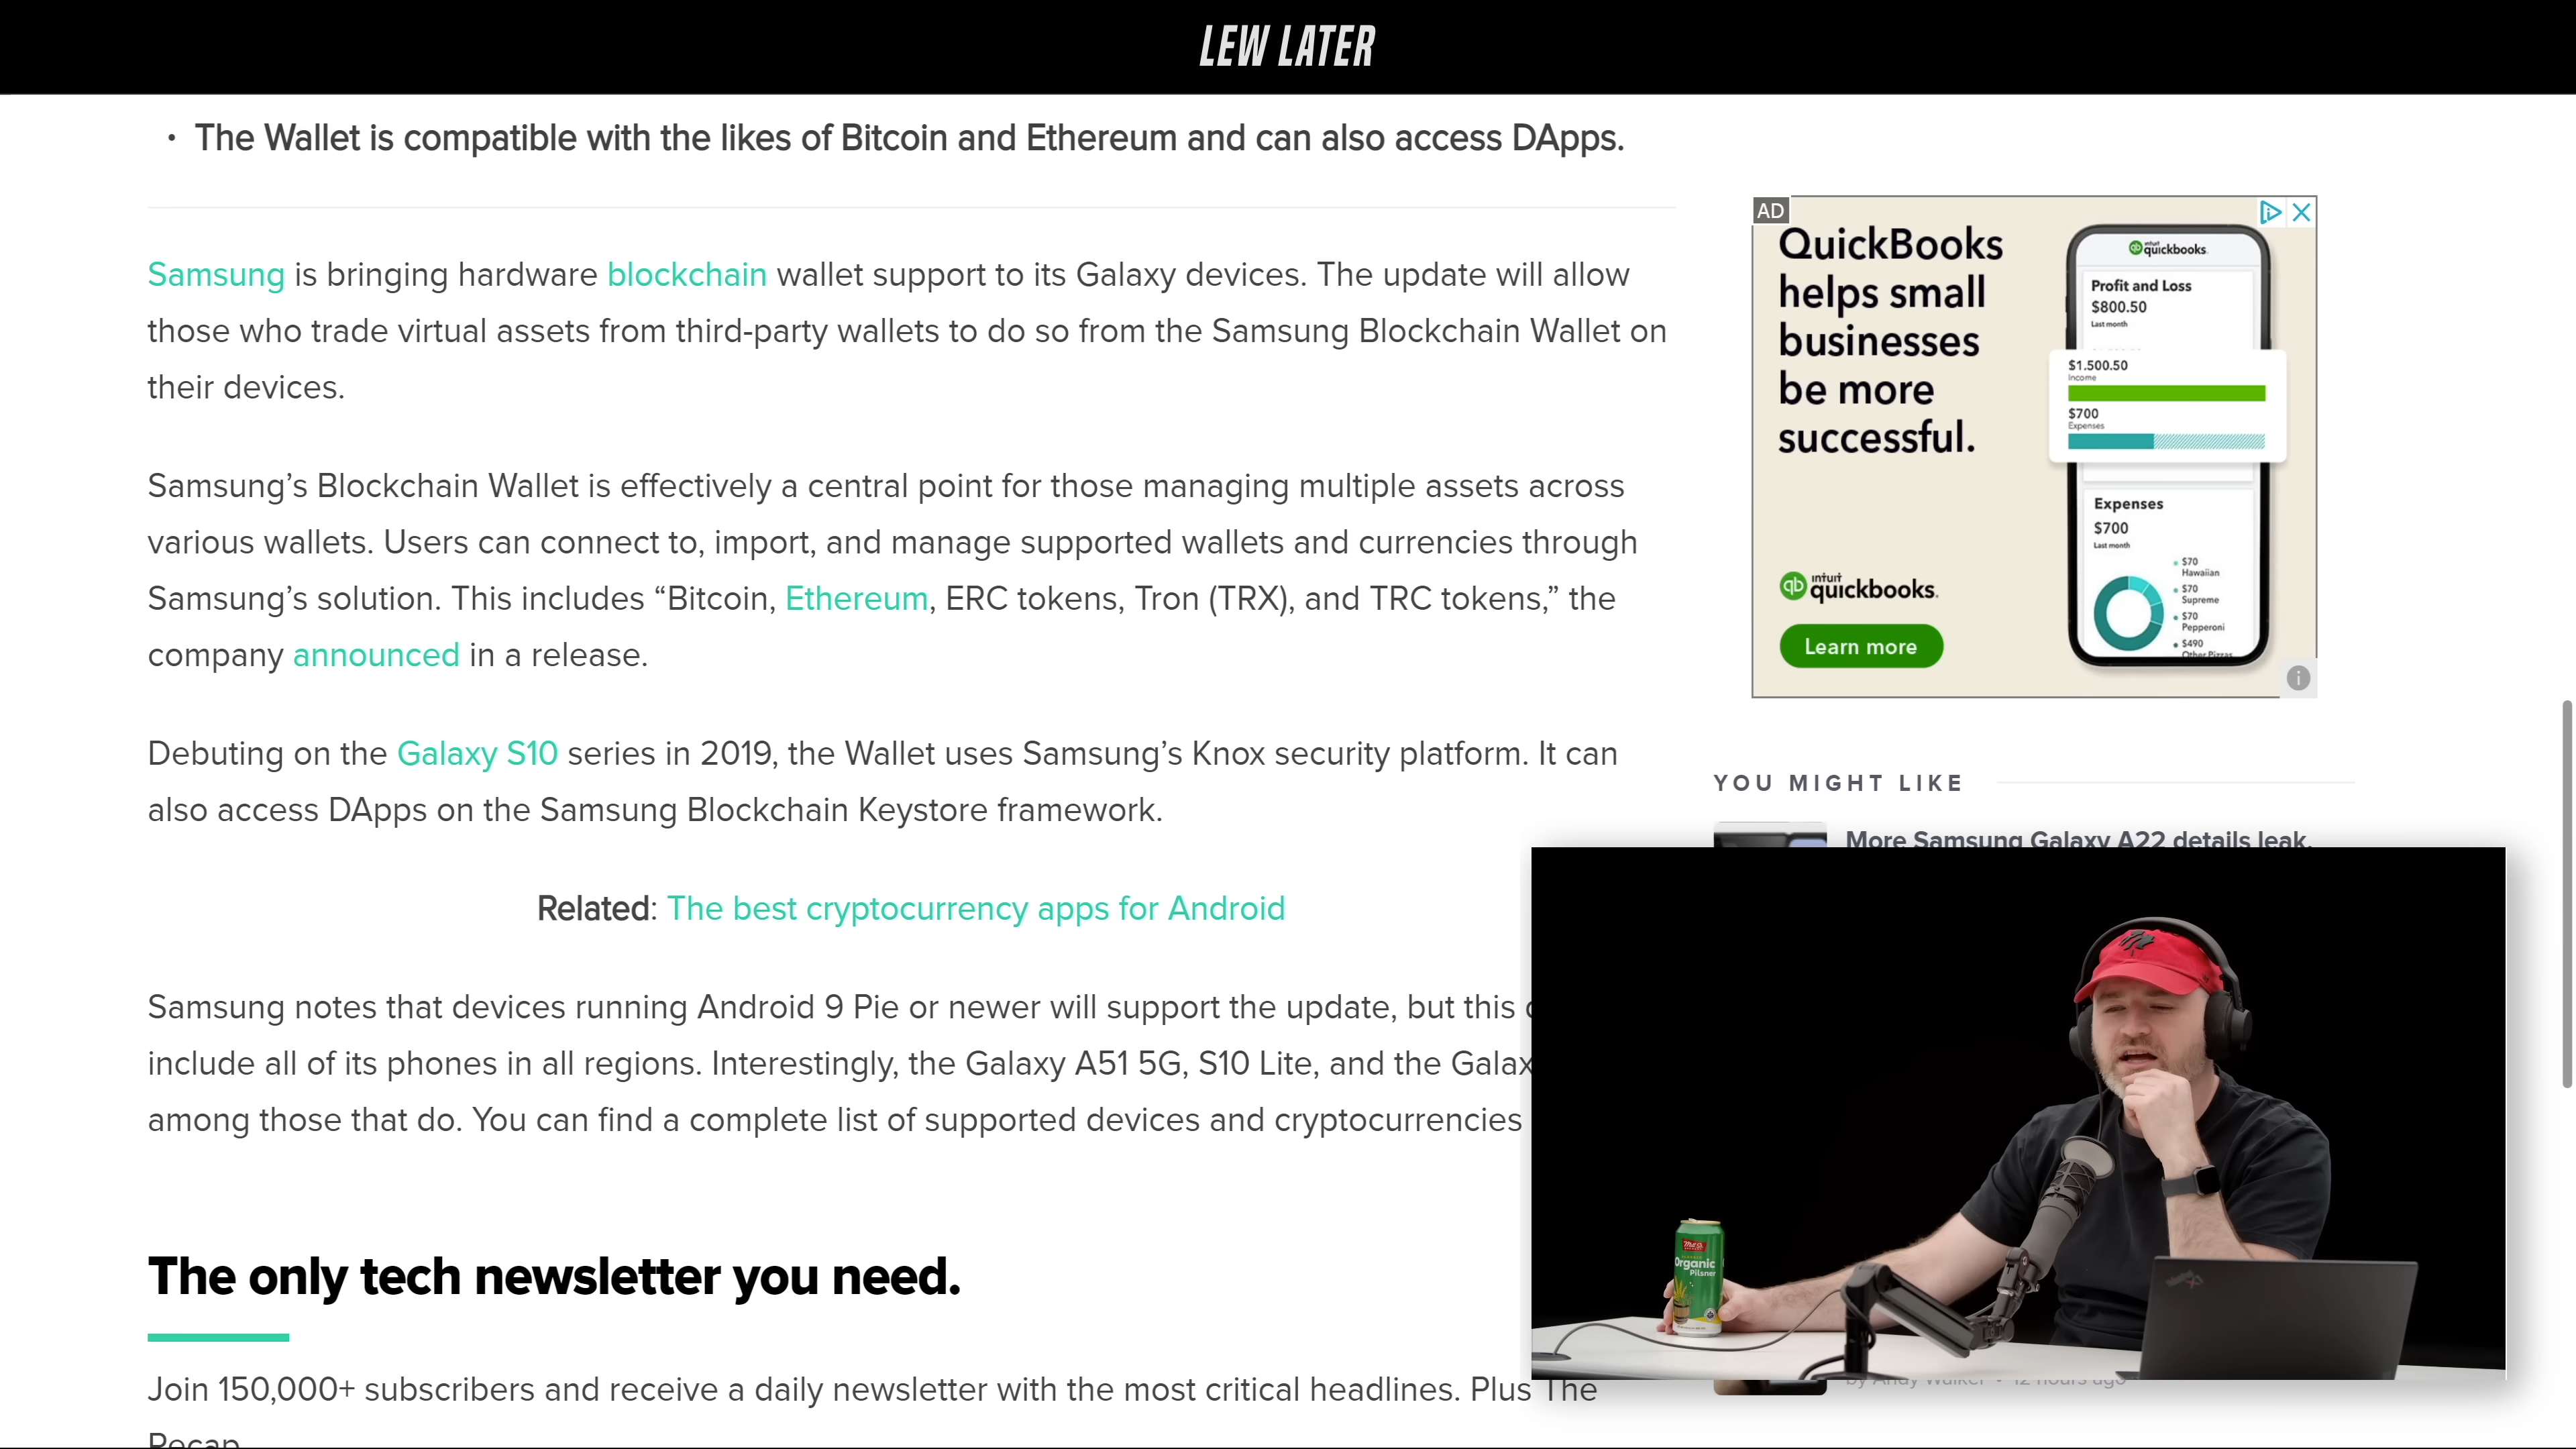 LEW LATER
• The Wallet is compatible with the likes of Bitcoin and Ethereum and can also access DApps.
Samsung is bringing hardware blockchain wallet support to its Galaxy devices. The update will allow
those who trade virtual assets from third-party wallets to do so from the Samsung Blockchain Wallet on
their devices.
Samsung’s Blockchain Wallet is effectively a central point for those managing multiple assets across
various wallets. Users can connect to, import, and manage supported wallets and currencies through
Samsung’s solution. This includes “Bitcoin, Ethereum, ERC tokens, Tron (TRX), and TRC tokens,” the
company announced in a release.
Debuting on the Galaxy S10 series in 2019, the Wallet uses Samsung’s Knox security platform. It can
also access DApps on the Samsung Blockchain Keystore framework.
Related: The best cryptocurrency apps for Android
Samsung notes that devices running Android 9 Pie or newer will support the update, but this
include all of its phones in all regions. Interestingly, the Galaxy A51 5G, S10 Lite, and the Galax
among those that do. You can find a complete list of supported devices and cryptocurrencies
The only tech newsletter you need.
Join 150,000+ subscribers and receive a daily newsletter with the most critical headlines. Plus The
Recap
AD
QuickBooks
helps small
businesses
be more
successful.
intuit
quickbooks.
Learn more
intuit
quickbooks.
Profit and Loss
$800.50
Last month
$1.500.50
Income
$700
Expenses
Expenses
$700
Last month
$70
Hawaiian
$70
Supreme
$70
Pepperoni
$490
Other Pizzas
YOU MIGHT LIKE
More Samsung Galaxy A22 details leak,
Mill St.
Organic
Pilsner
by Andy Walker • 12 hours ago